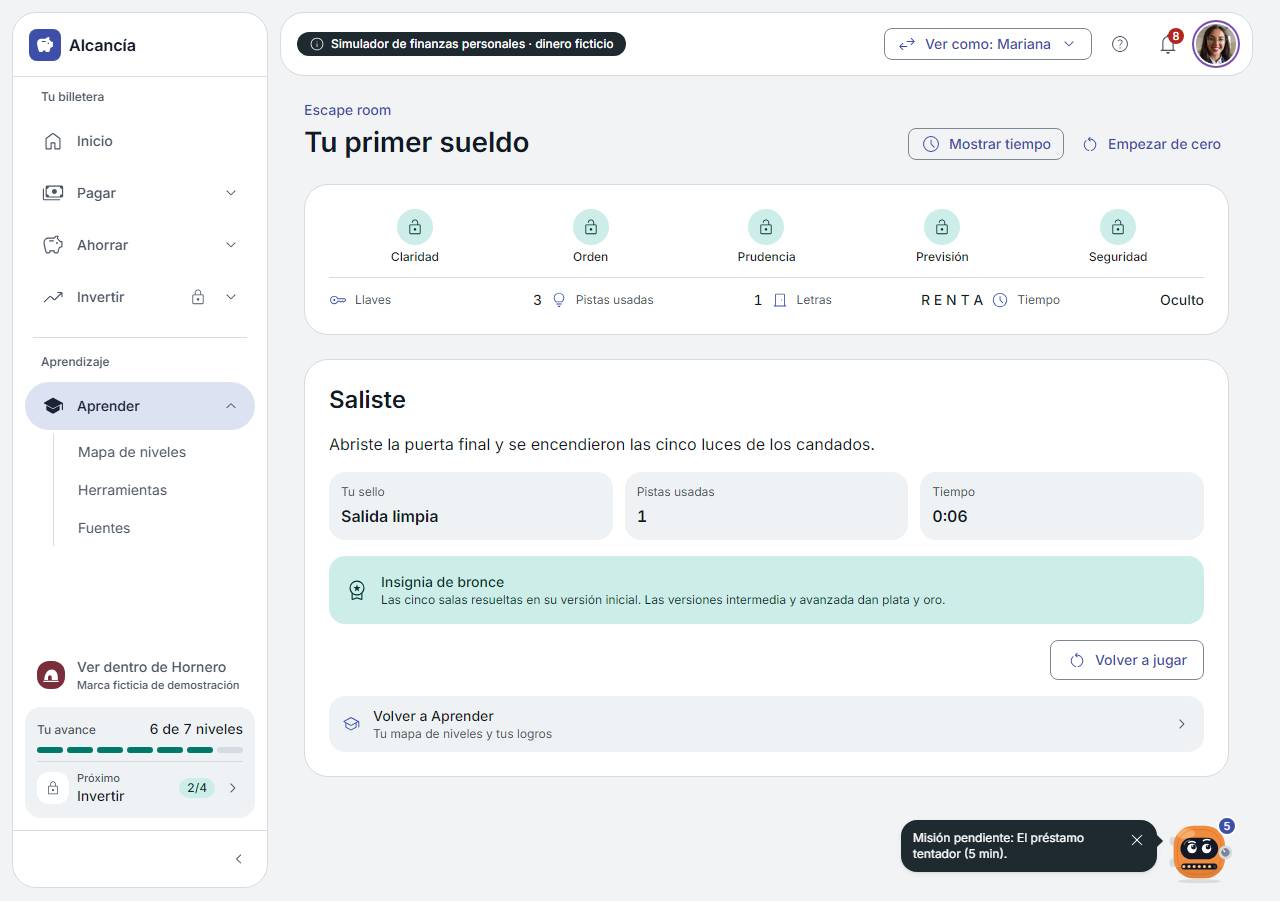 Alcancía
Simulador de finanzas personales · dinero ficticio
Ver como: Mariana
8
Tu billetera
Inicio
Pagar
Ahorrar
Invertir
Aprendizaje
Aprender
Mapa de niveles
Herramientas
Fuentes
Ver dentro de Hornero
Marca ficticia de demostración
Tu avance
6 de 7 niveles
Próximo
Invertir
2/4
Escape room
Tu primer sueldo
Mostrar tiempo
Empezar de cero
Claridad
Orden
Prudencia
Previsión
Seguridad
Llaves
3
Pistas usadas
1
Letras
RENTA
Tiempo
Oculto
Saliste
Abriste la puerta final y se encendieron las cinco luces de los candados.
Tu sello
Salida limpia
Pistas usadas
1
Tiempo
0:06
Insignia de bronce
Las cinco salas resueltas en su versión inicial. Las versiones intermedia y avanzada dan plata y oro.
Volver a jugar
Volver a Aprender
Tu mapa de niveles y tus logros
Misión pendiente: El préstamo
tentador (5 min).
5